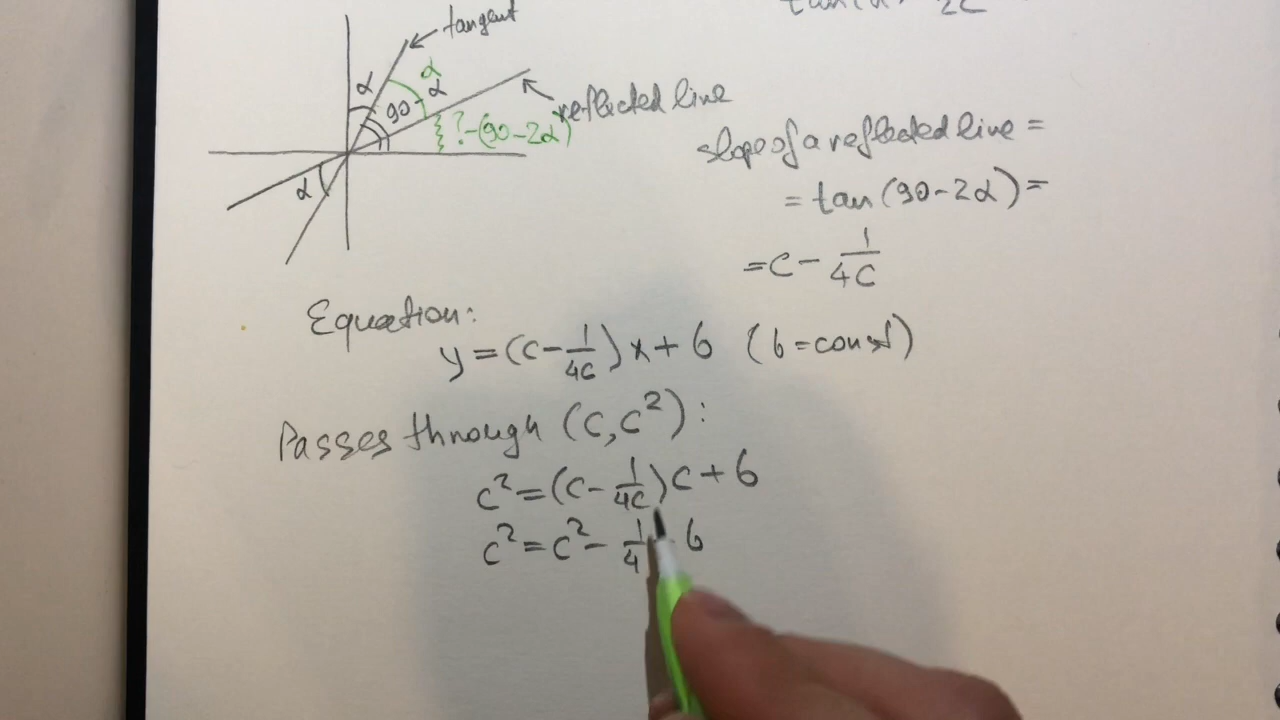 tangent
α
α
90-α
?-(90-2α)
reflected line
α
slope of a reflected line =
= tan(90-2α)=
=c-1/4c
Equation:
y=(c-1/4c)x+b (b=const)
Passes through (c,c²):
c²=(c-1/4c)c+b
c²=c²-1/4 b